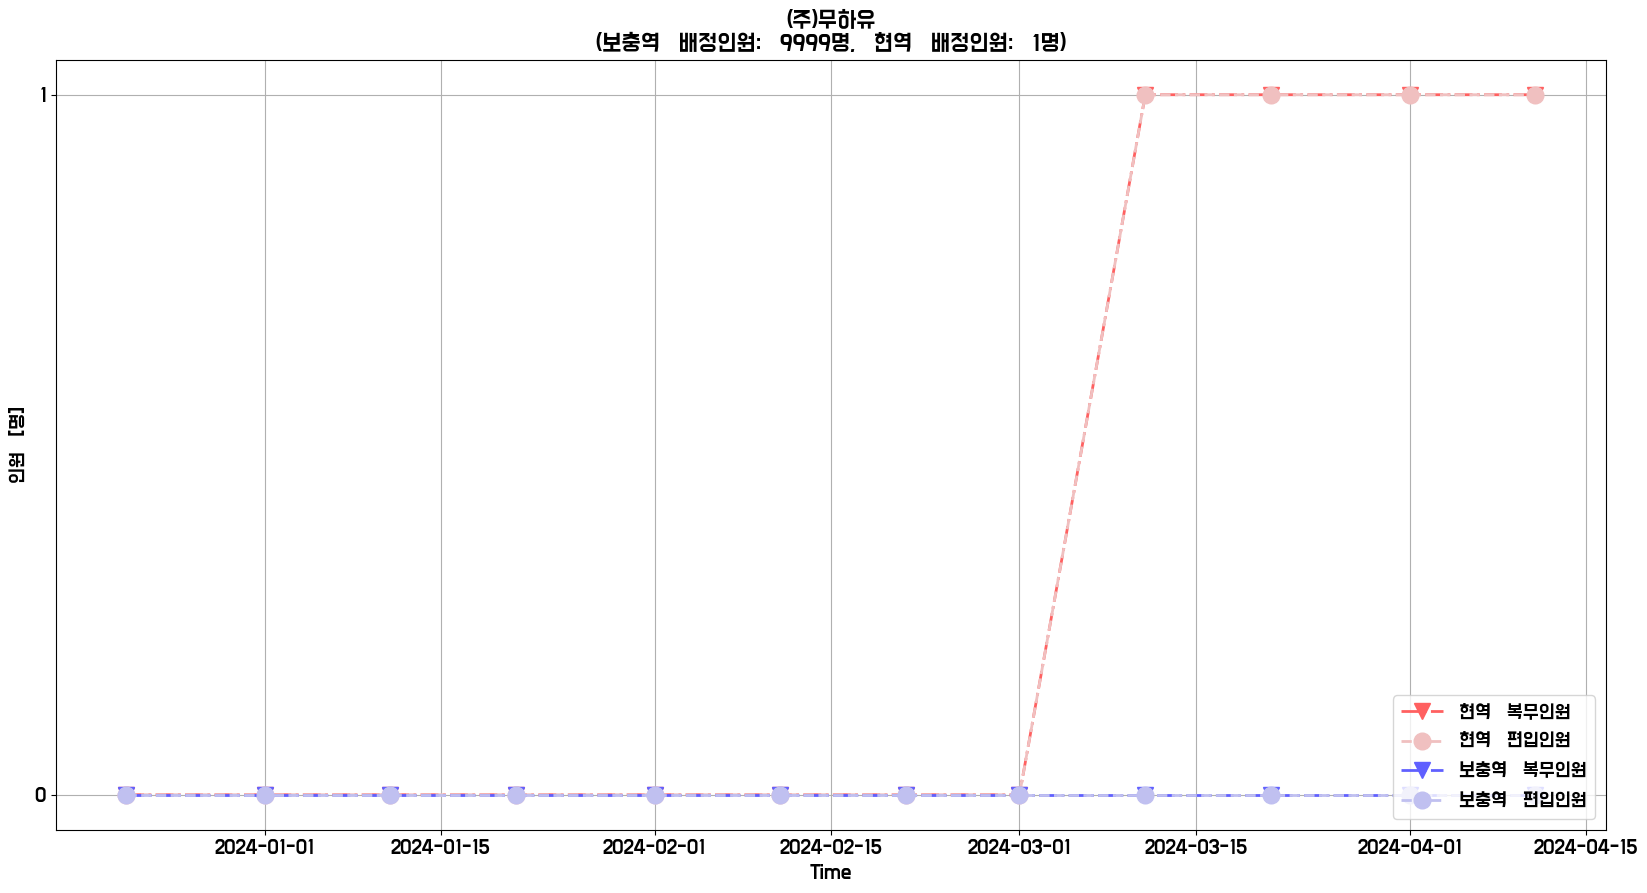 (주)무하유
(보충역 배정인원: 9999명, 현역 배정인원: 1명)
1
0
인원 [명]
현역 복무인원
현역 편입인원
보충역 복무인원
보충역 편입인원
2024-01-01 2024-01-15 2024-02-01 2024-02-15 2024-03-01 2024-03-15 2024-04-01 2024-04-15
Time